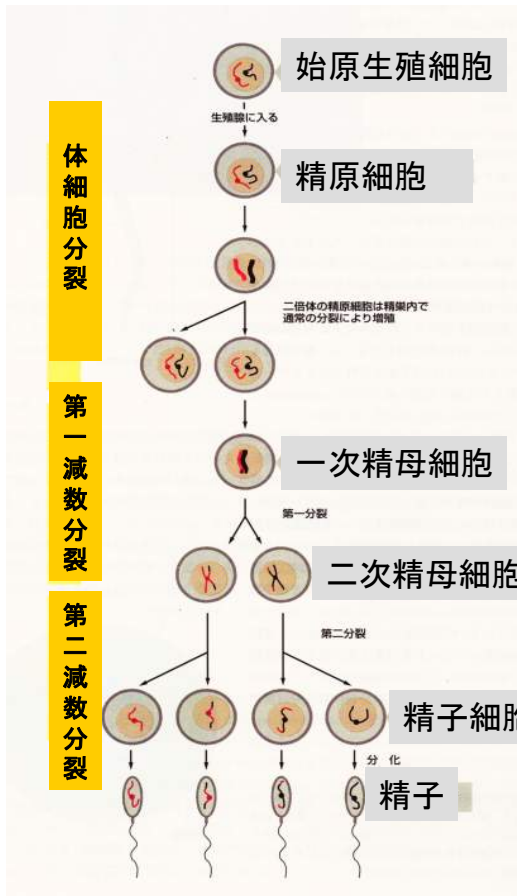 始原生殖細胞
生殖腺に入る
体細胞分裂
精原細胞
二倍体の精原細胞は精巣内で
通常の分裂により増殖
第一減数分裂
一次精母細胞
第一分裂
二次精母細胞
第二減数分裂
第二分裂
精子細胞
分 化
精子